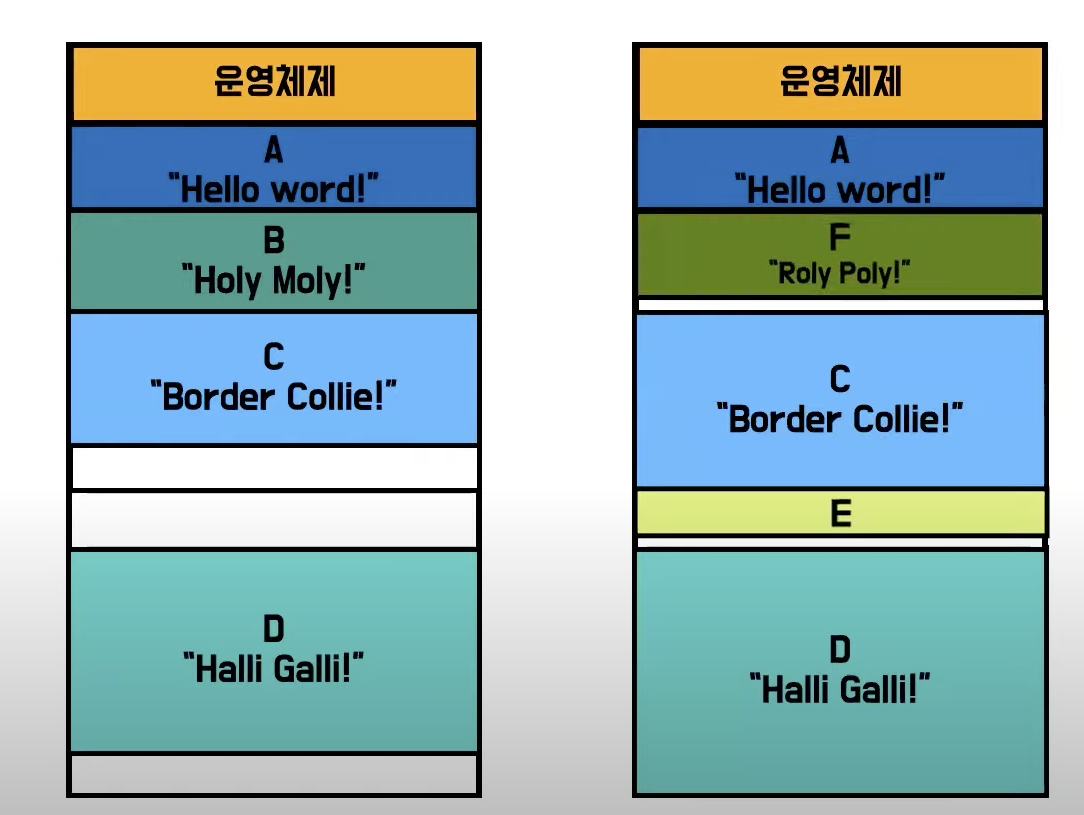 운영체제
A
"Hello word!"
B
"Holy Moly!"
C
"Border Collie!"
D
"Halli Galli!"
운영체제
A
"Hello word!"
F
"Roly Poly!"
C
"Border Collie!"
E
D
"Halli Galli!"